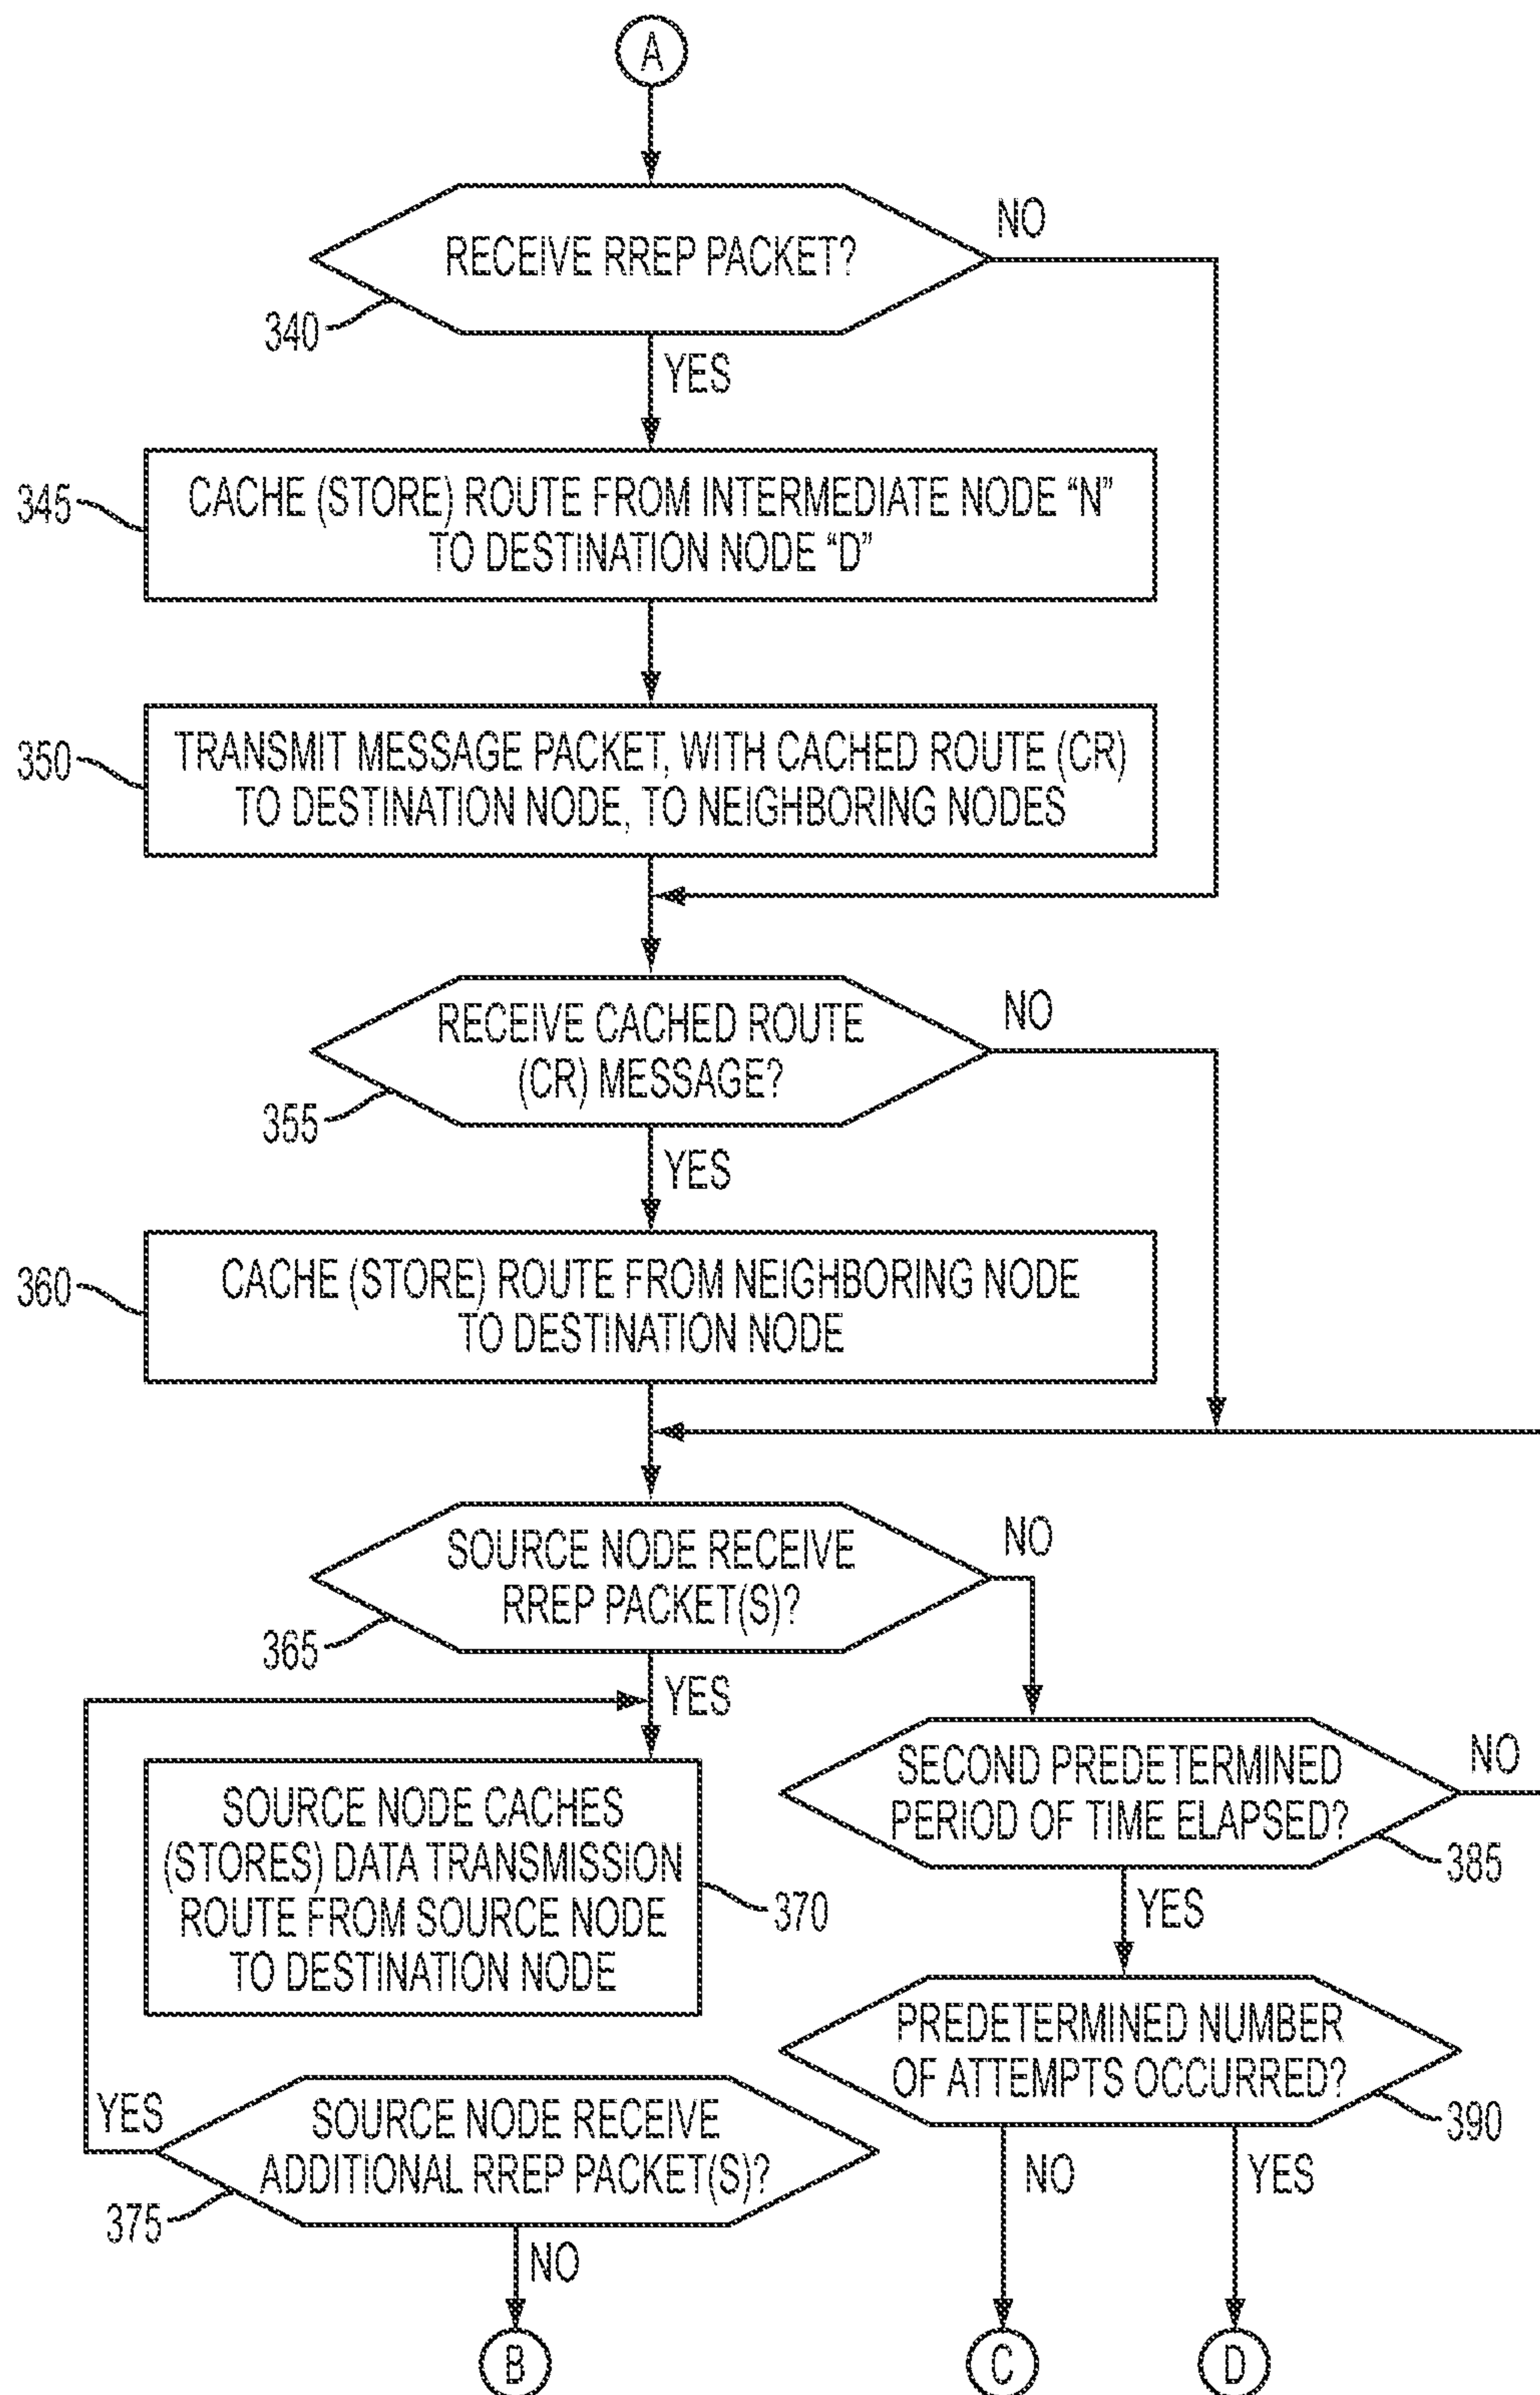 A
RECEIVE RREP PACKET?
NO
340
YES
345
CACHE (STORE) ROUTE FROM INTERMEDIATE NODE “N”
TO DESTINATION NODE “D”
350
TRANSMIT MESSAGE PACKET, WITH CACHED ROUTE (CR)
TO DESTINATION NODE, TO NEIGHBORING NODES
RECEIVE CACHED ROUTE
(CR) MESSAGE?
NO
355
YES
360
CACHE (STORE) ROUTE FROM NEIGHBORING NODE
TO DESTINATION NODE
SOURCE NODE RECEIVE
RREP PACKET(S)?
NO
365
YES
SOURCE NODE CACHES
(STORES) DATA TRANSMISSION
ROUTE FROM SOURCE NODE
TO DESTINATION NODE
370
SECOND PREDETERMINED
PERIOD OF TIME ELAPSED?
NO
385
YES
PREDETERMINED NUMBER
OF ATTEMPTS OCCURRED?
390
YES
SOURCE NODE RECEIVE
ADDITIONAL RREP PACKET(S)?
375
NO
NO
YES
B
C
D